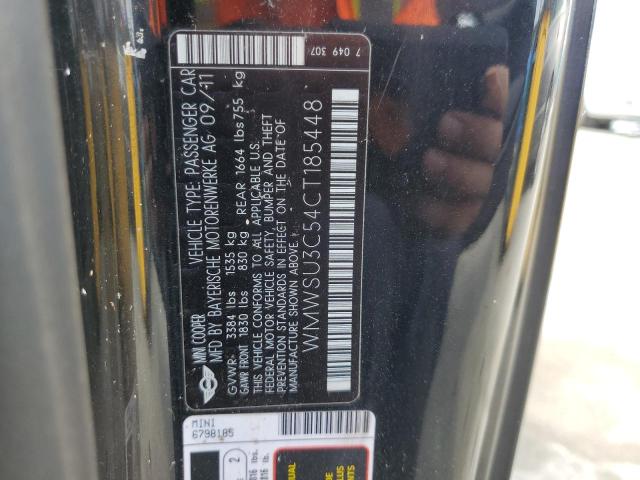 MINI COOPER VEHICLE TYPE: PASSENGER CAR
MFD BY BAYERISCHE MOTORENWERKE AG 09/11
GVWR: 3384 lbs 1535 kg
GAWR FRONT 1830 lbs 830 kg REAR 1664 lbs 755 kg
THIS VEHICLE CONFORMS TO ALL APPLICABLE U.S.
FEDERAL MOTOR VEHICLE SAFETY, BUMPER AND THEFT
PREVENTION STANDARDS IN EFFECT ON THE DATE OF
MANUFACTURE SHOWN ABOVE.
WMWSU3C54CT185448
7 049 307
MINI
6798185
2
lbs.